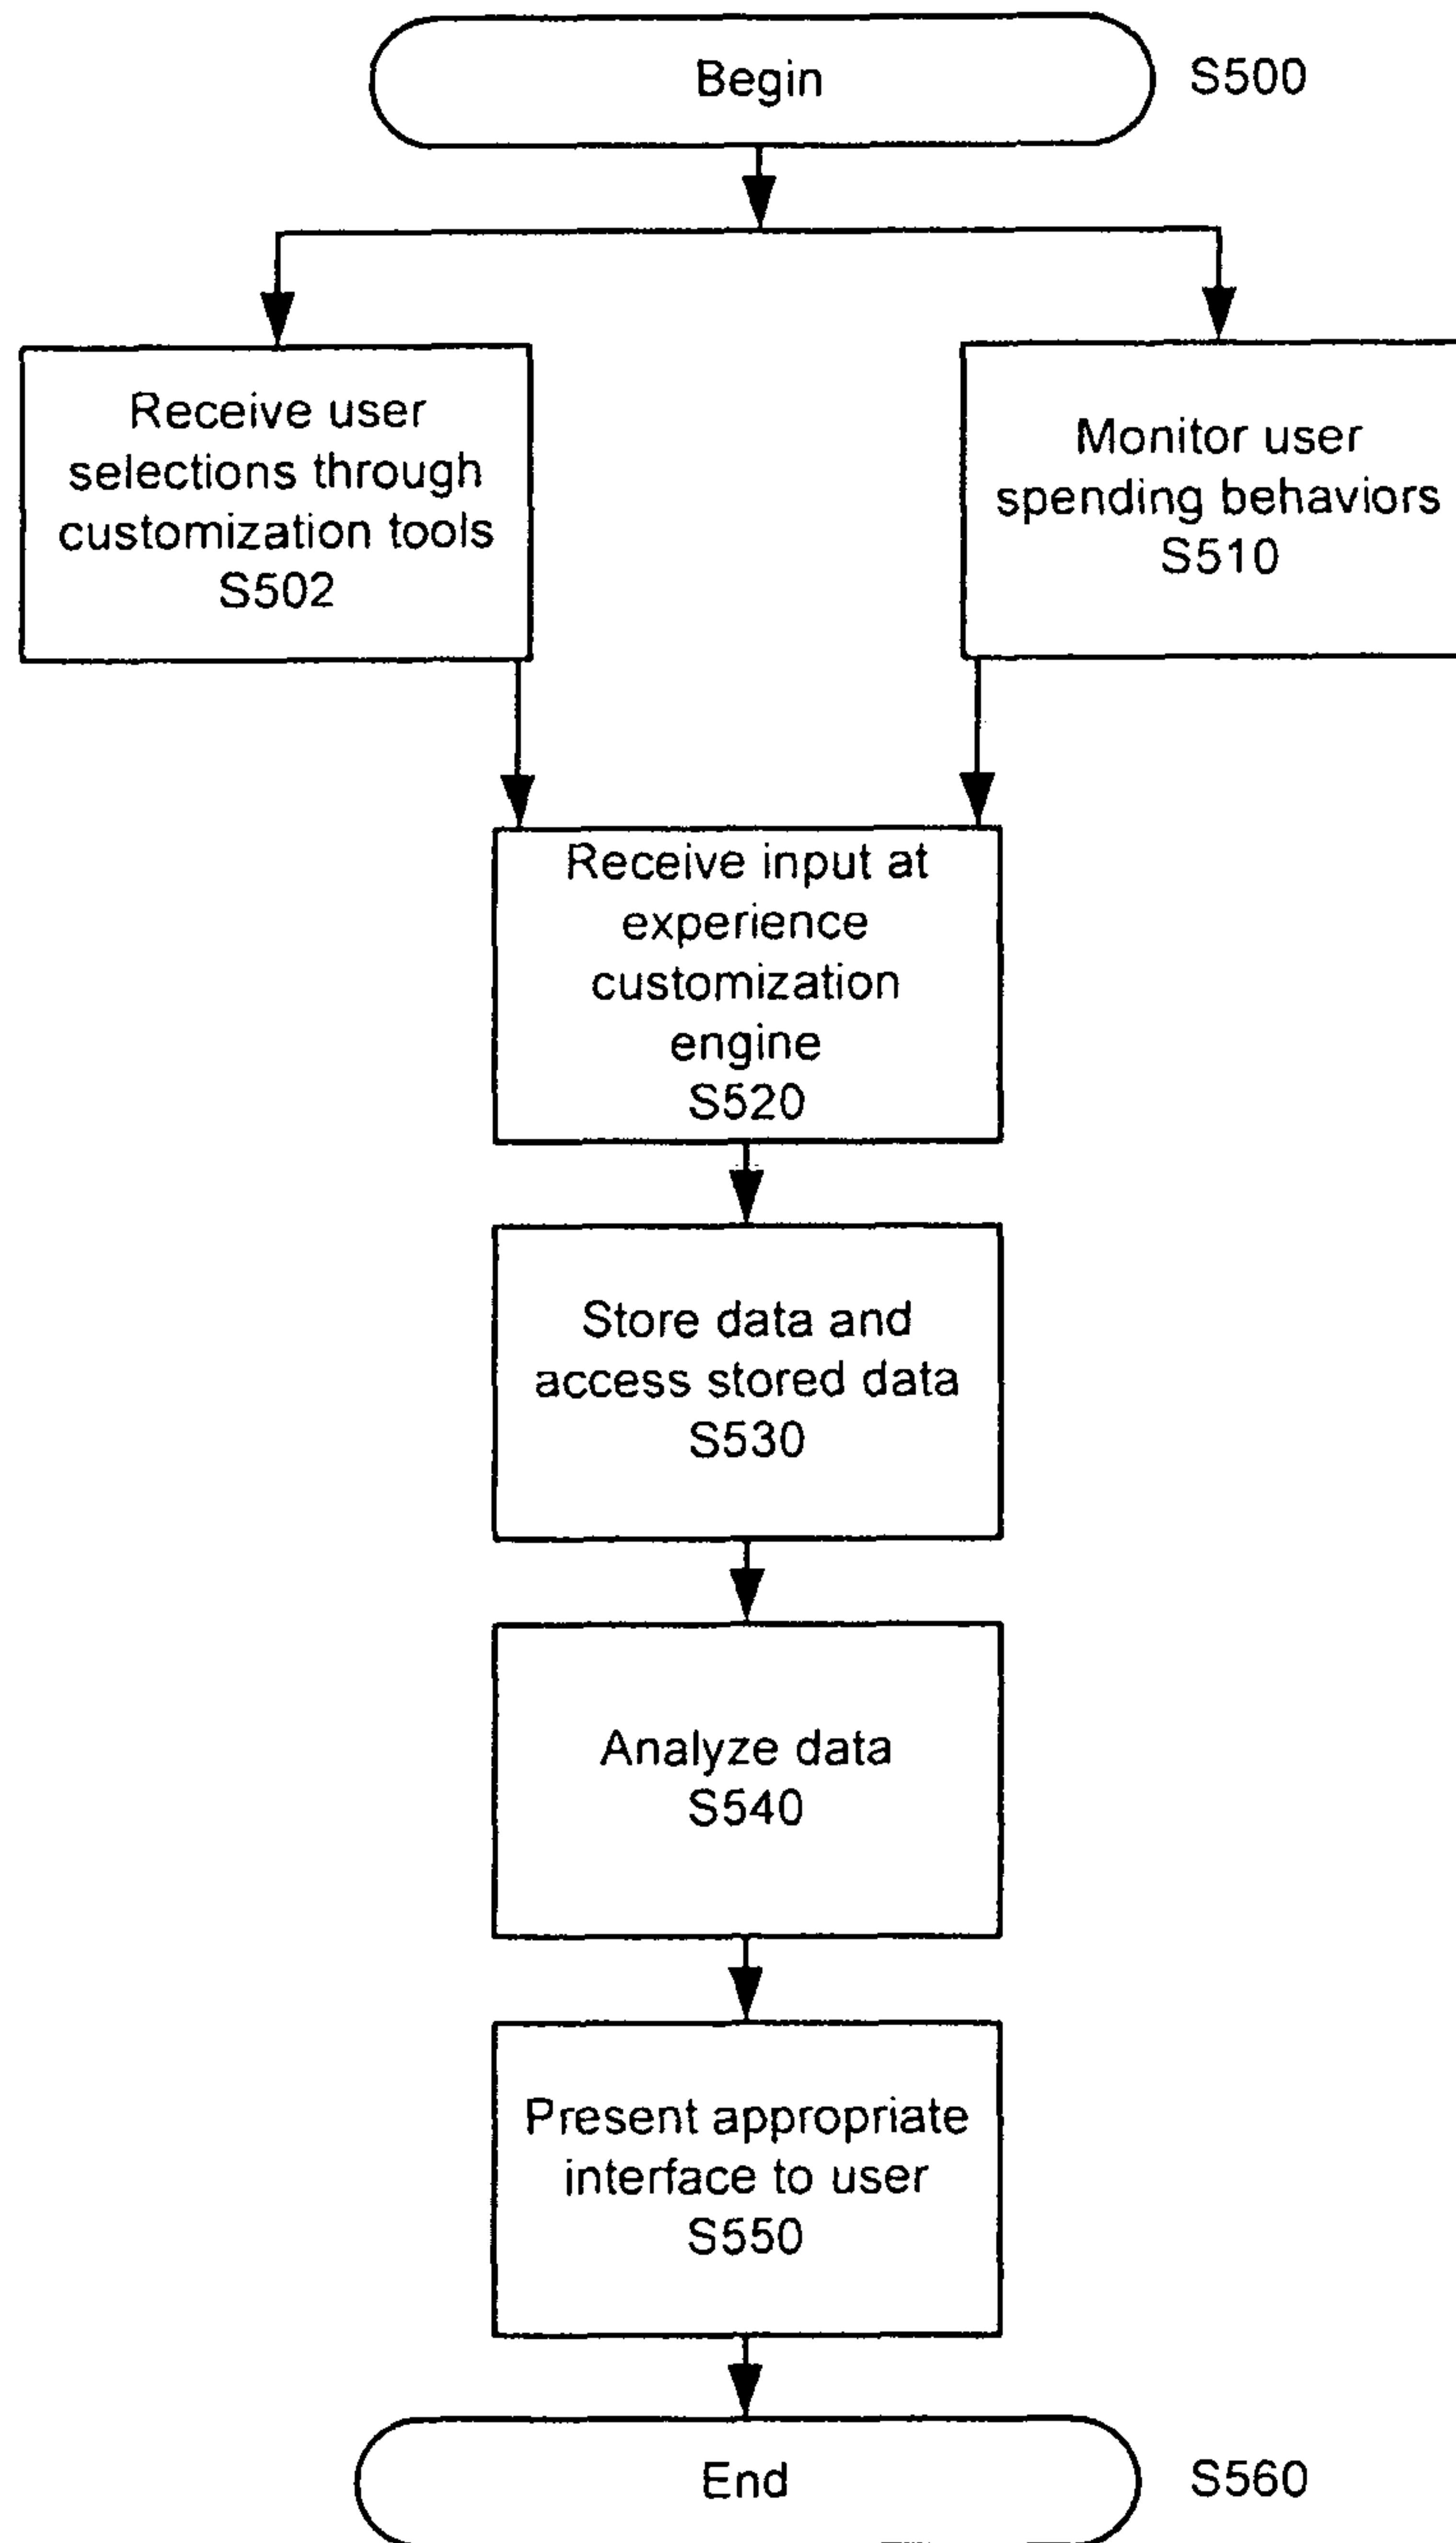 Begin
S500
Receive user
selections through
customization tools
S502
Monitor user
spending behaviors
S510
Receive input at
experience
customization
engine
S520
Store data and
access stored data
S530
Analyze data
S540
Present appropriate
interface to user
S550
End
S560